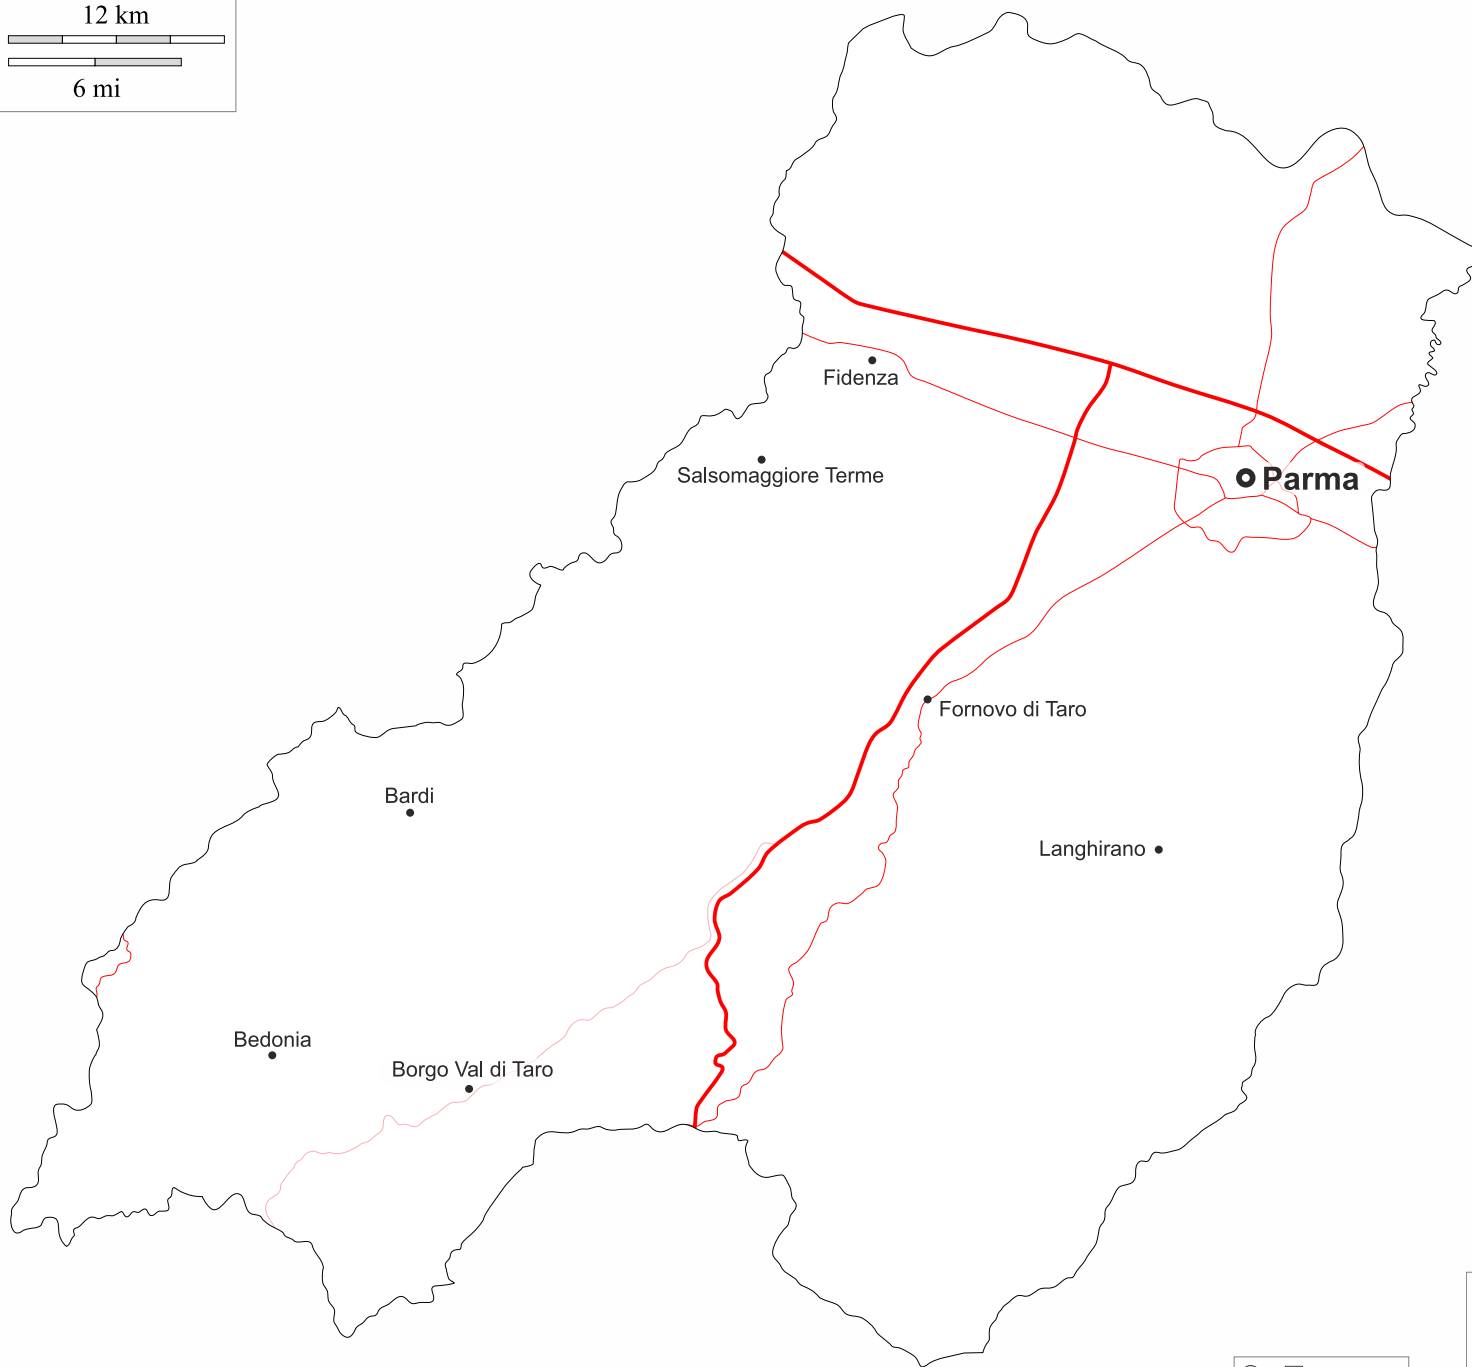 12 km
6 mi
Fidenza
Salsomaggiore Terme
Parma
Fornovo di Taro
Bardi
Langhirano
Bedonia
Borgo Val di Taro